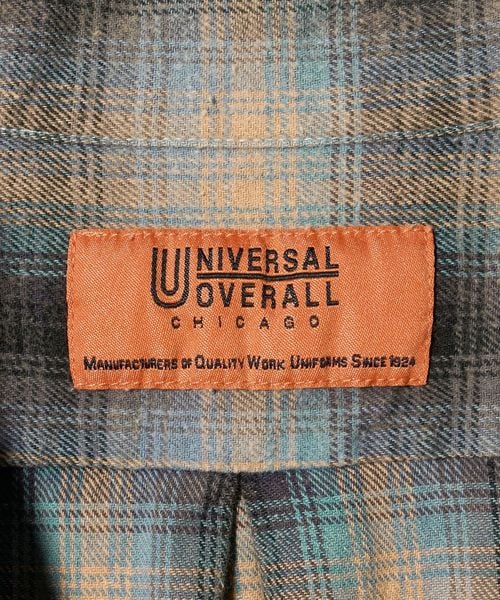 UNIVERSAL
OVERALL
CHICAGO
MANUFACTURERS OF QUALITY WORK UNIFORMS SINCE 1924